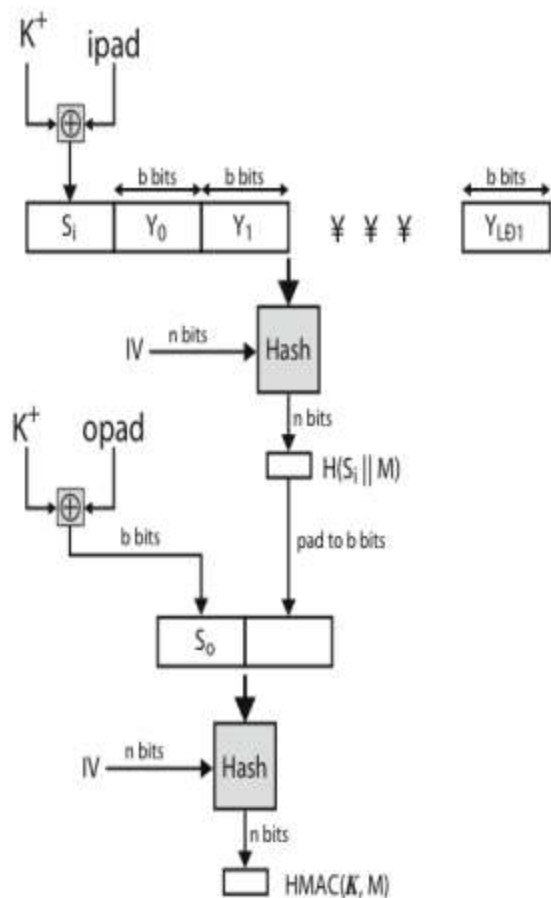 K+ ipad
⊕
b bits b bits b bits
Si Y0 Y1 ¥ ¥ ¥ YLÐ1
IV n bits Hash
n bits
K+ opad
H(Si || M)
⊕
b bits
pad to b bits
So
IV n bits Hash
n bits
HMAC(K, M)